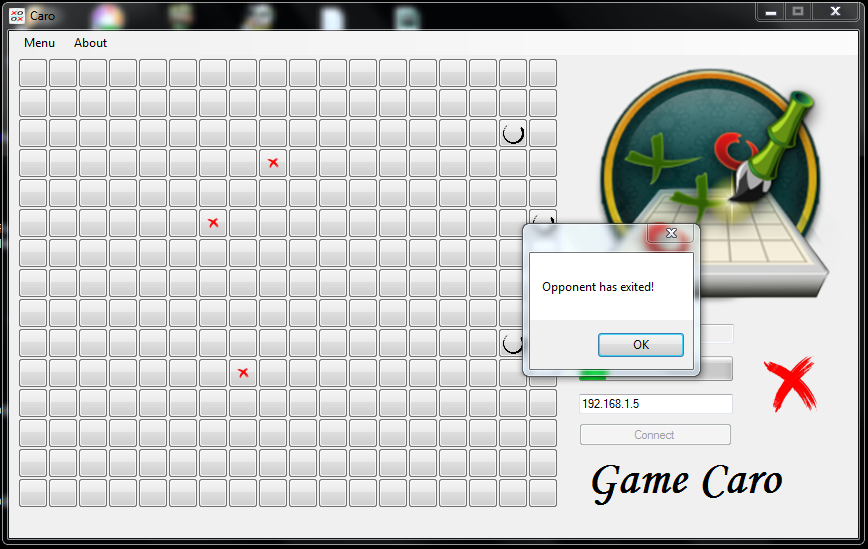 Caro
Menu About
Opponent has exited!
OK
192.168.1.5
Connect
Game Caro